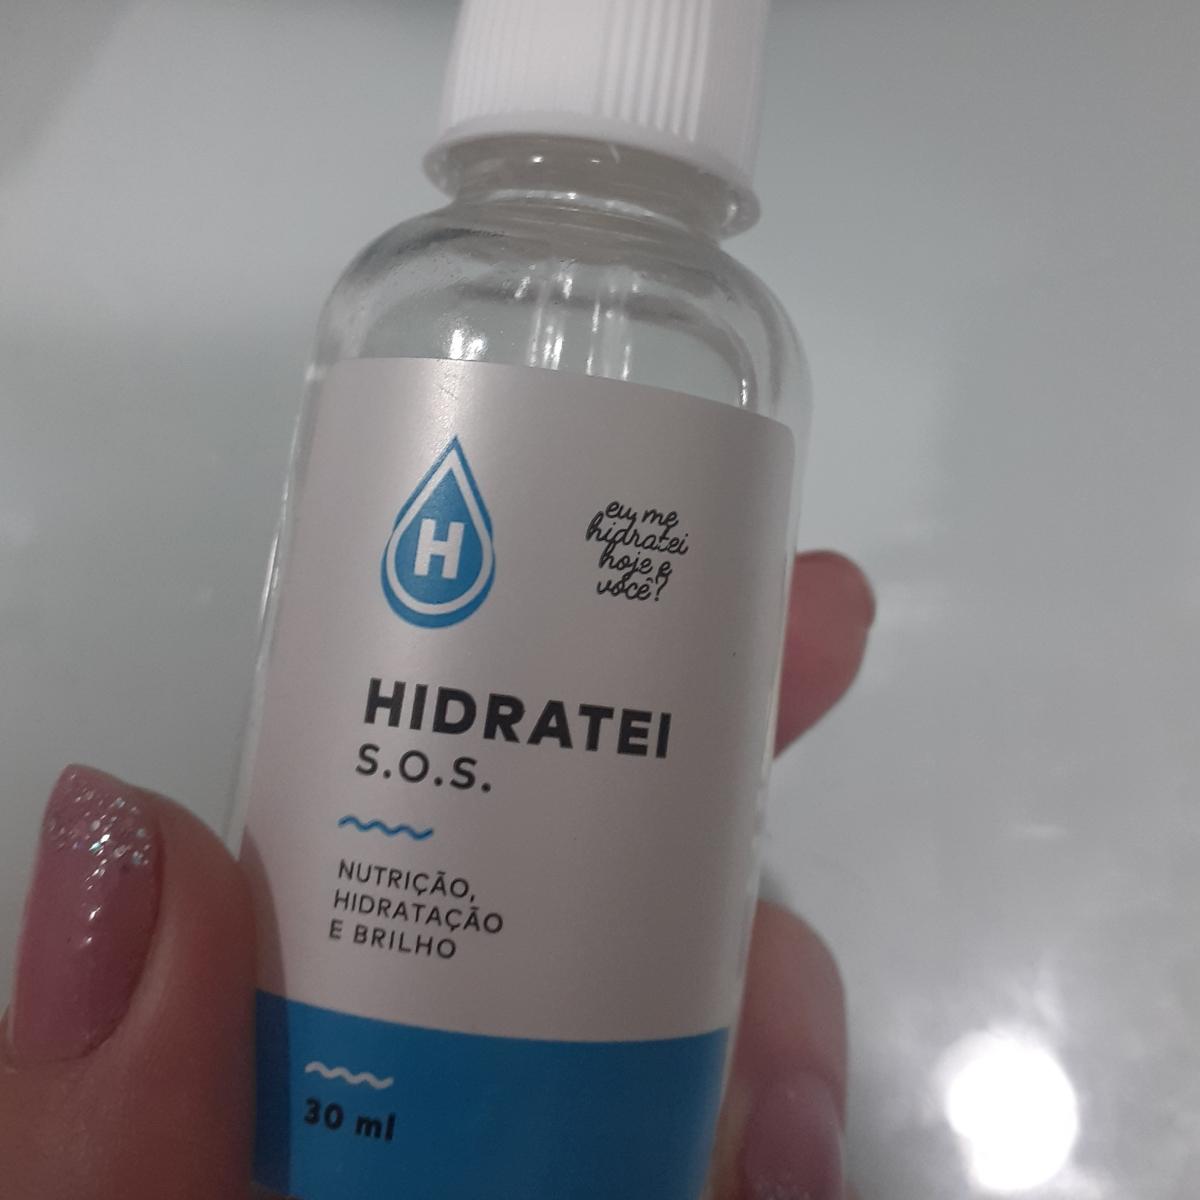 H
eu me
hidratei
hoje e
você?
HIDRATEI
S.O.S.
NUTRIÇÃO,
HIDRATAÇÃO
E BRILHO
30 ml